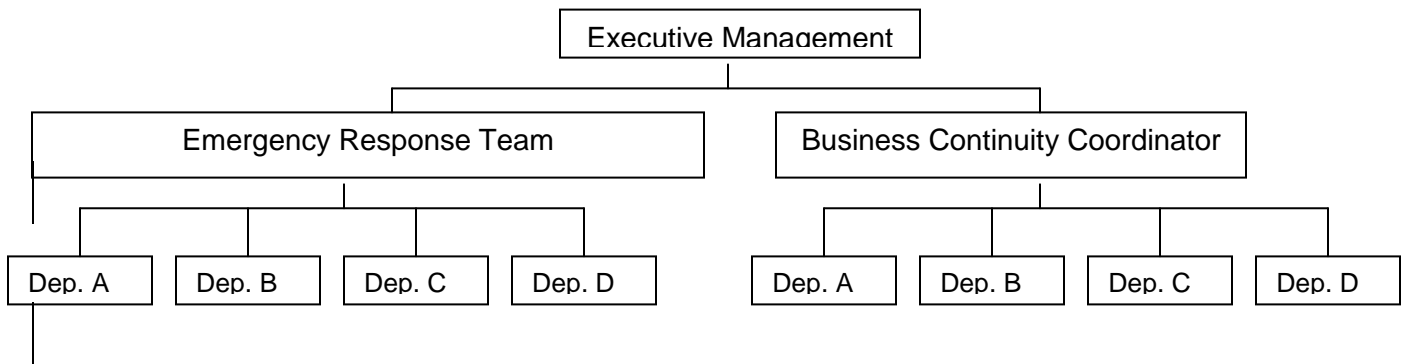 Executive Management
Emergency Response Team
Business Continuity Coordinator
Dep. A
Dep. B
Dep. C
Dep. D
Dep. A
Dep. B
Dep. C
Dep. D